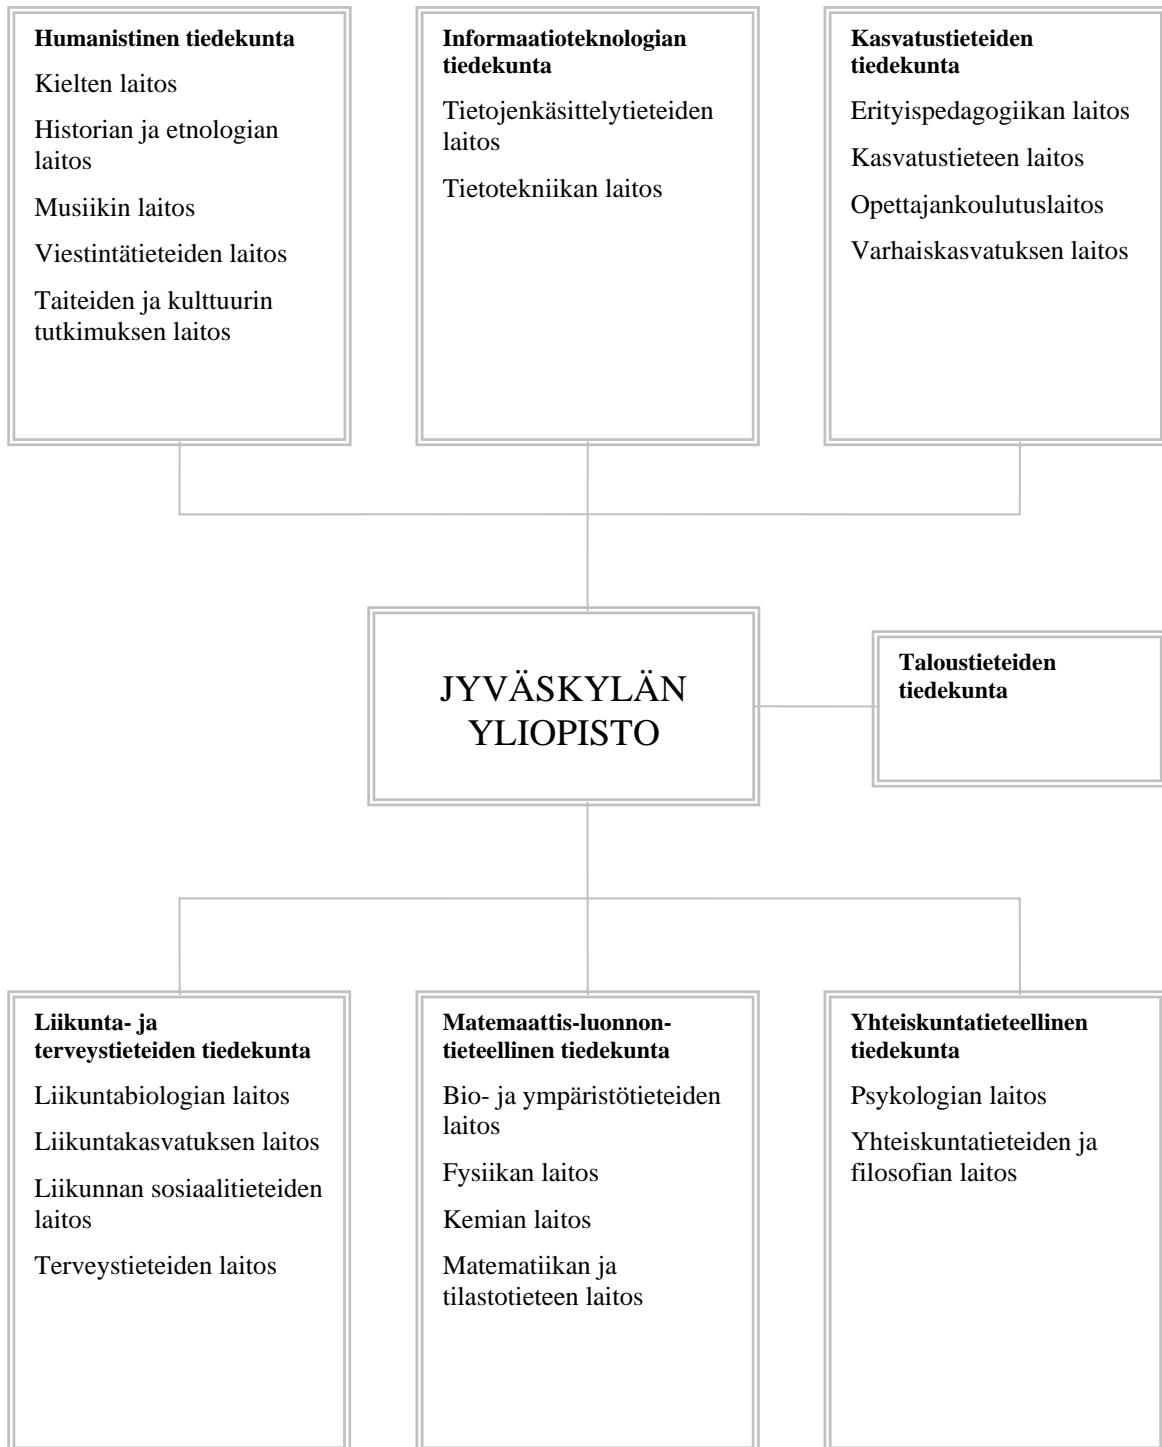 Humanistinen tiedekunta
Kielten laitos
Historian ja etnologian
laitos
Musiikin laitos
Viestintätieteiden laitos
Taiteiden ja kulttuurin
tutkimuksen laitos
Informaatioteknologian
tiedekunta
Tietojenkäsittelytieteiden
laitos
Tietotekniikan laitos
Kasvatustieteiden
tiedekunta
Erityispedagogiikan laitos
Kasvatustieteen laitos
Opettajankoulutuslaitos
Varhaiskasvatuksen laitos
JYVÄSKYLÄN
YLIOPISTO
Taloustieteiden
tiedekunta
Liikunta- ja
terveystieteiden tiedekunta
Liikuntabiologian laitos
Liikuntakasvatuksen laitos
Liikunnan sosiaalitieteiden
laitos
Terveystieteiden laitos
Matemaattis-luonnon-
tieteellinen tiedekunta
Bio- ja ympäristötieteiden
laitos
Fysiikan laitos
Kemian laitos
Matematiikan ja
tilastotieteen laitos
Yhteiskuntatieteellinen
tiedekunta
Psykologian laitos
Yhteiskuntatieteiden ja
filosofian laitos